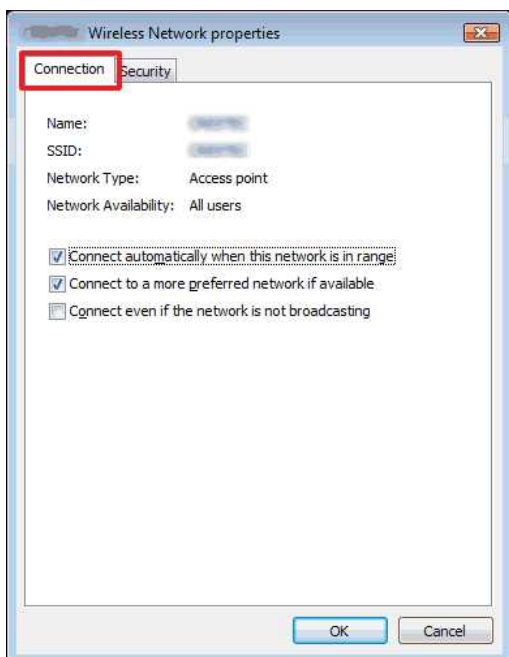 Wireless Network properties
Connection Security
Name:
SSID:
Network Type: Access point
Network Availability: All users
Connect automatically when this network is in range
Connect to a more preferred network if available
Connect even if the network is not broadcasting
OK Cancel